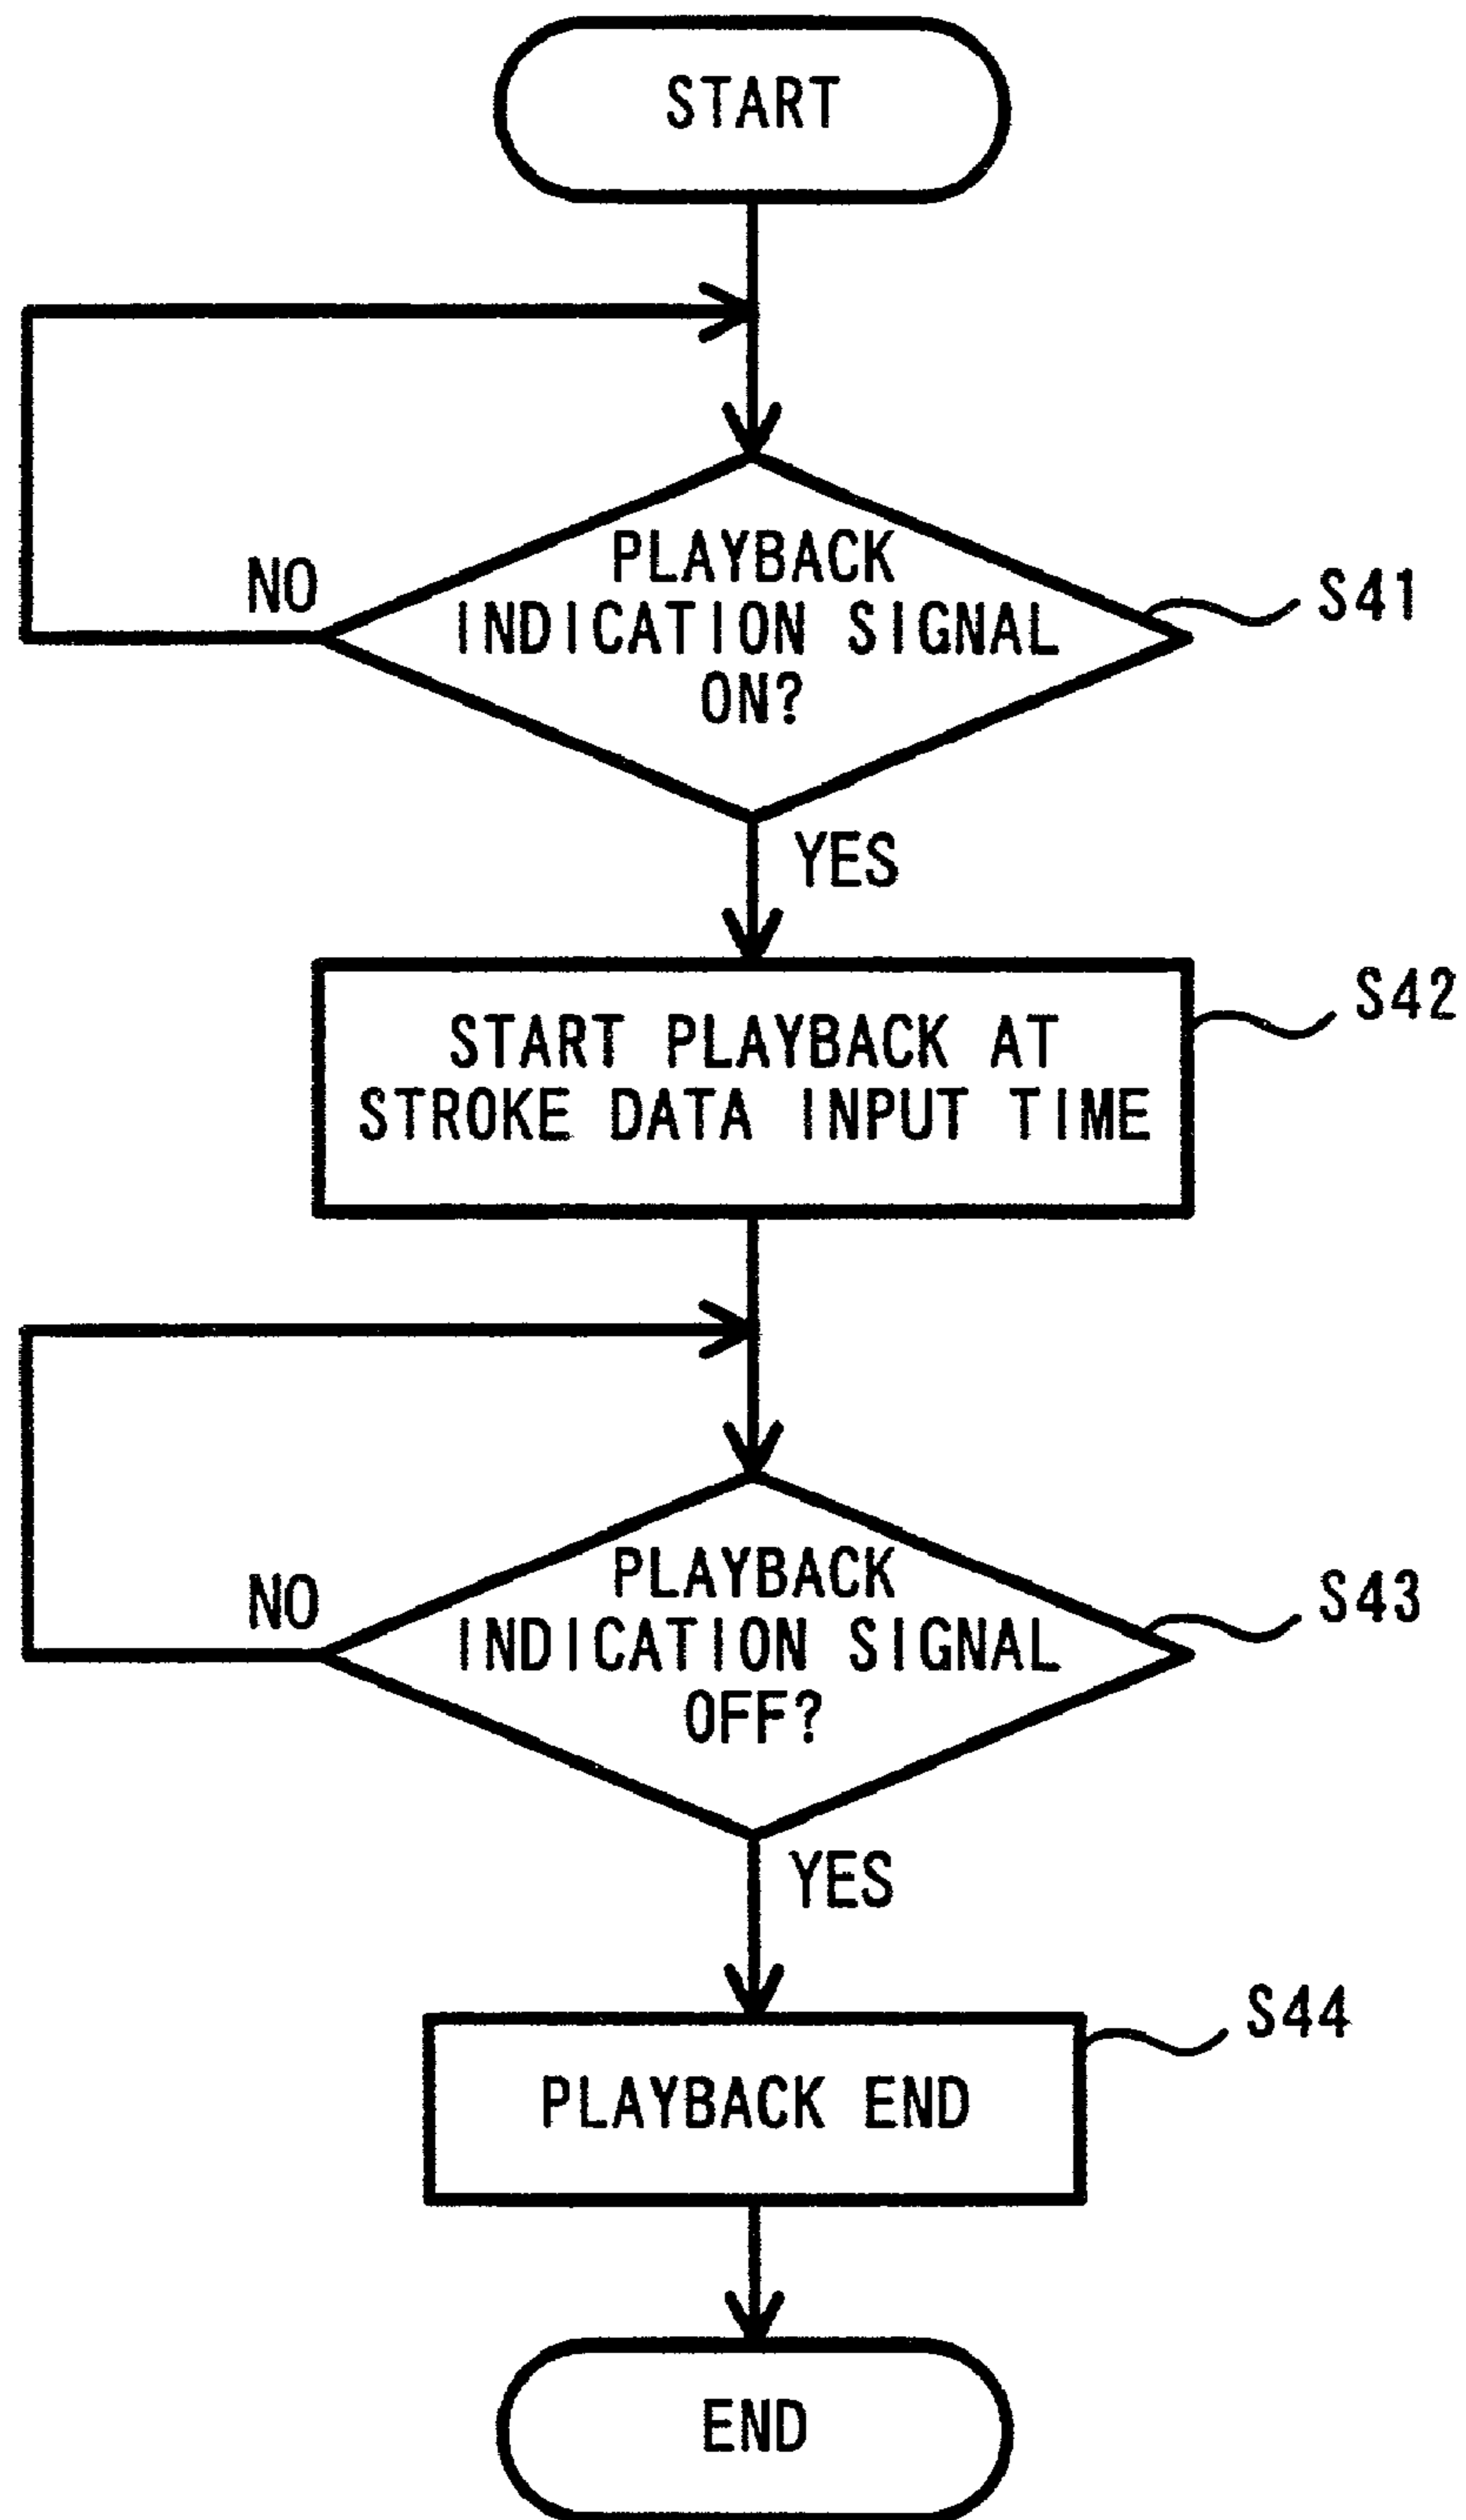 START
PLAYBACK
INDICATION SIGNAL
ON?
NO
S41
YES
START PLAYBACK AT
STROKE DATA INPUT TIME
S42
PLAYBACK
INDICATION SIGNAL
OFF?
NO
S43
YES
PLAYBACK END
S44
END